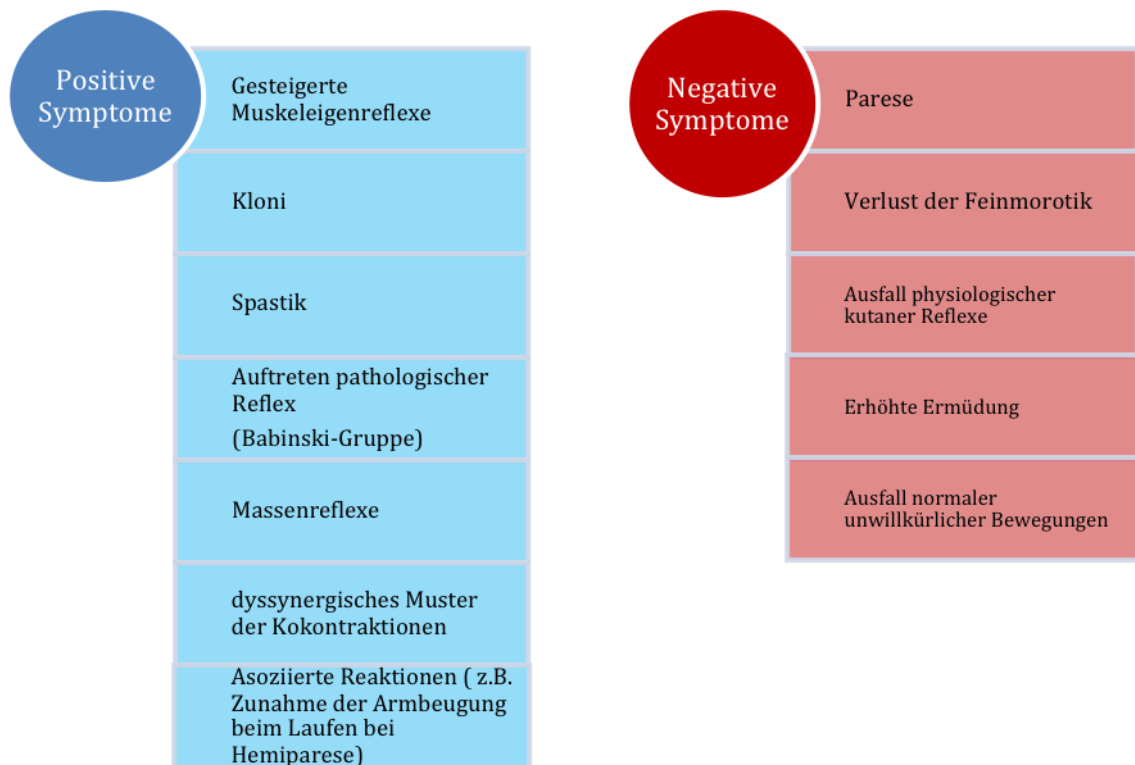 Positive
Symptome
Gesteigerte
Muskeleigenreflexe
Kloni
Spastik
Auftreten pathologischer
Reflex
(Babinski-Gruppe)
Massenreflexe
dyssynergisches Muster
der Kokontraktionen
Asoziierte Reaktionen ( z.B.
Zunahme der Armbeugung
beim Laufen bei
Hemiparese)
Negative
Symptome
Parese
Verlust der Feinmorotik
Ausfall physiologischer
kutaner Reflexe
Erhöhte Ermüdung
Ausfall normaler
unwillkürlicher Bewegungen